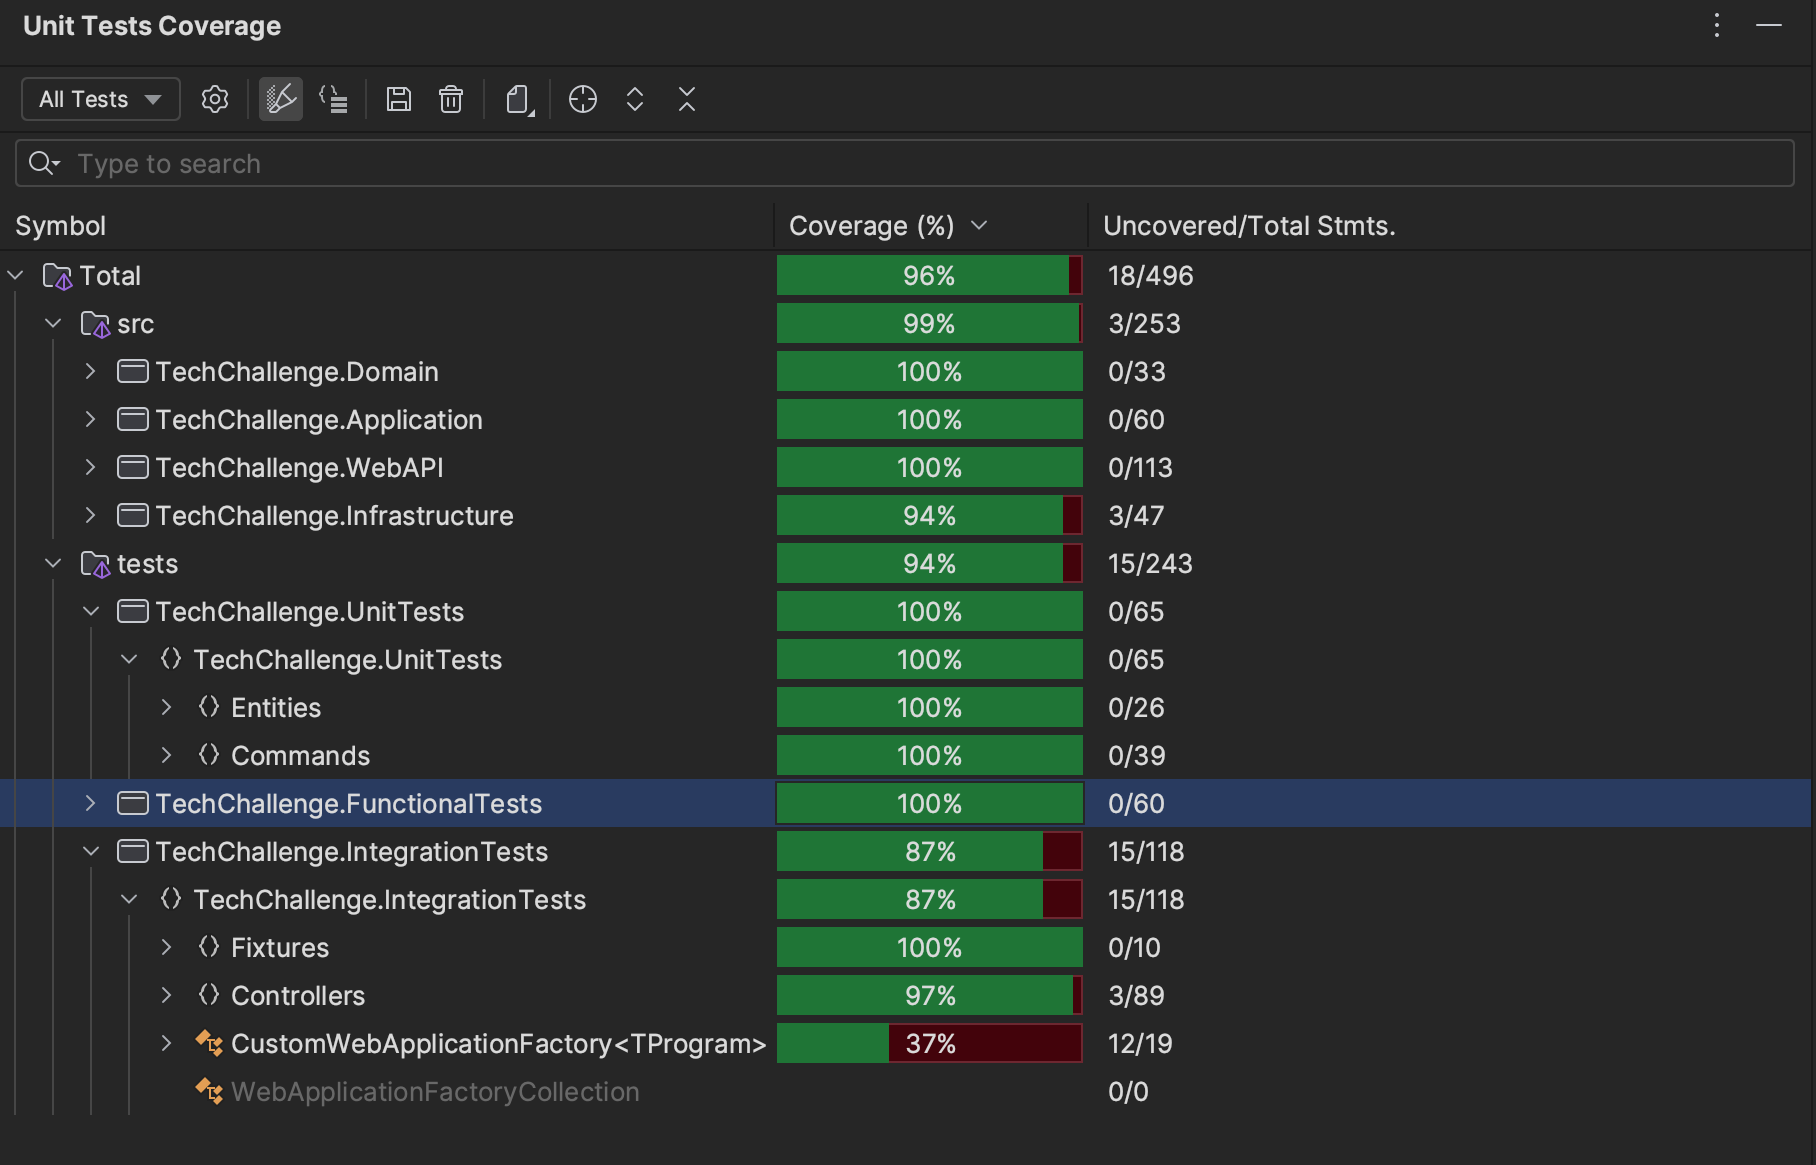 Unit Tests Coverage
All Tests
Type to search
Symbol Coverage (%) Uncovered/Total Stmts.
Total 96% 18/496
src 99% 3/253
TechChallenge.Domain 100% 0/33
TechChallenge.Application 100% 0/60
TechChallenge.WebAPI 100% 0/113
TechChallenge.Infrastructure 94% 3/47
tests 94% 15/243
TechChallenge.UnitTests 100% 0/65
TechChallenge.UnitTests 100% 0/65
Entities 100% 0/26
Commands 100% 0/39
TechChallenge.FunctionalTests 100% 0/60
TechChallenge.IntegrationTests 87% 15/118
TechChallenge.IntegrationTests 87% 15/118
Fixtures 100% 0/10
Controllers 97% 3/89
CustomWebApplicationFactory<TProgram> 37% 12/19
WebApplicationFactoryCollection 0/0